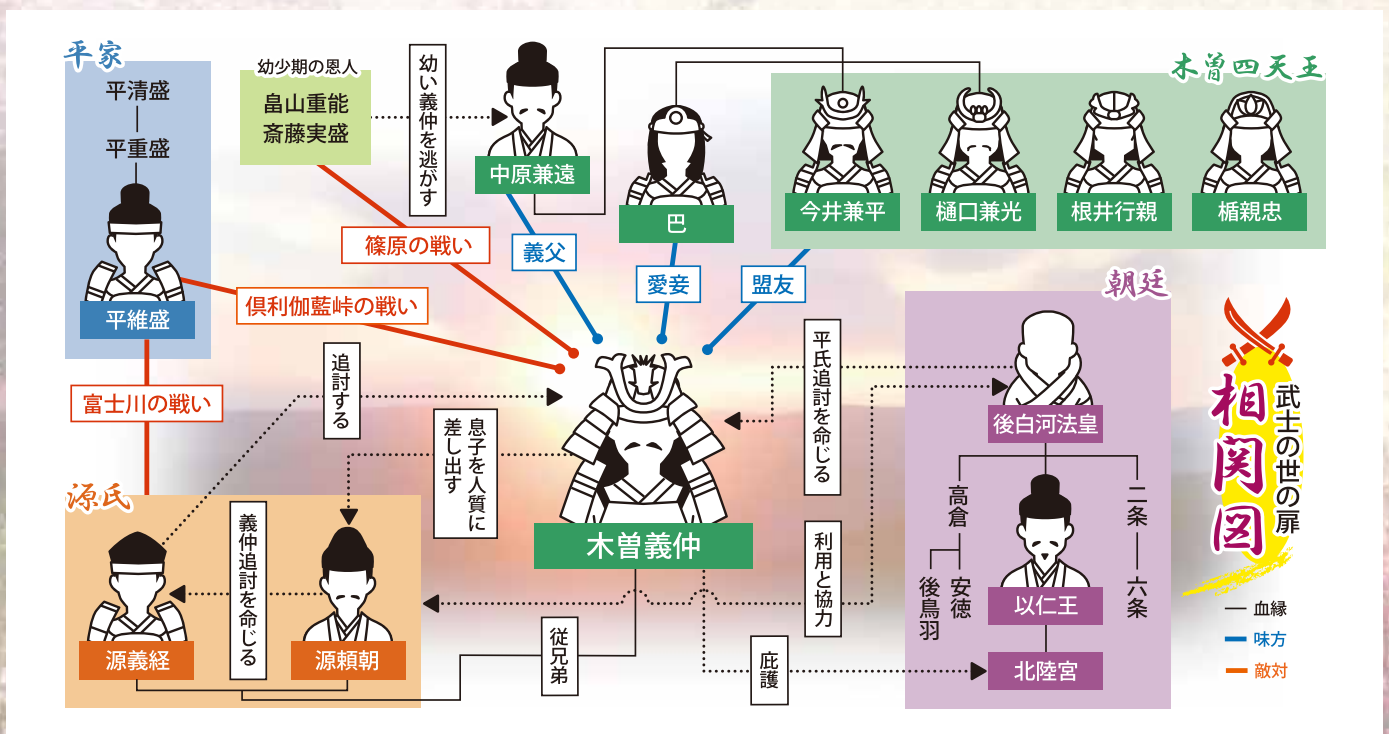 平家
平清盛
平重盛
平維盛
幼少期の恩人
畠山重能
斎藤実盛
幼い義仲を逃がす
中原兼遠
巴
木曽四天王
今井兼平
樋口兼光
根井行親
楯親忠
篠原の戦い
義父
愛妾
盟友
倶利伽藍峠の戦い
富士川の戦い
追討する
息子を人質に
差し出す
平氏追討を命じる
木曽義仲
朝廷
後白河法皇
高倉
後鳥羽
安徳
以仁王
北陸宮
二条
六条
利用と協力
庇護
源氏
源義経
義仲追討を命じる
源頼朝
従兄弟
武士の世の扉
相関図
血縁
味方
敵対